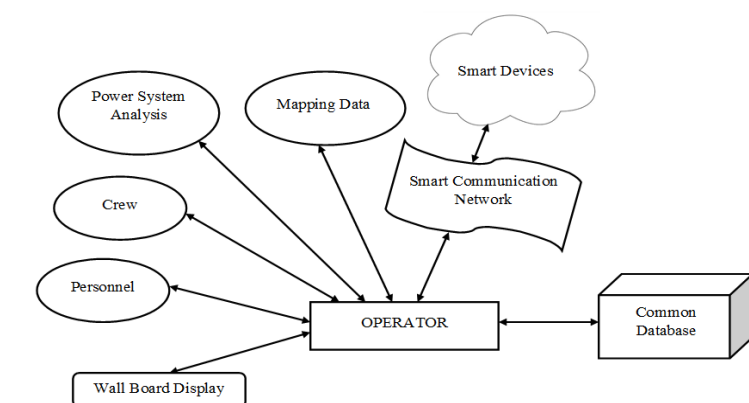 Smart Devices
Power System
Analysis
Mapping Data
Smart Communication
Network
Crew
Personnel
OPERATOR
Common
Database
Wall Board Display